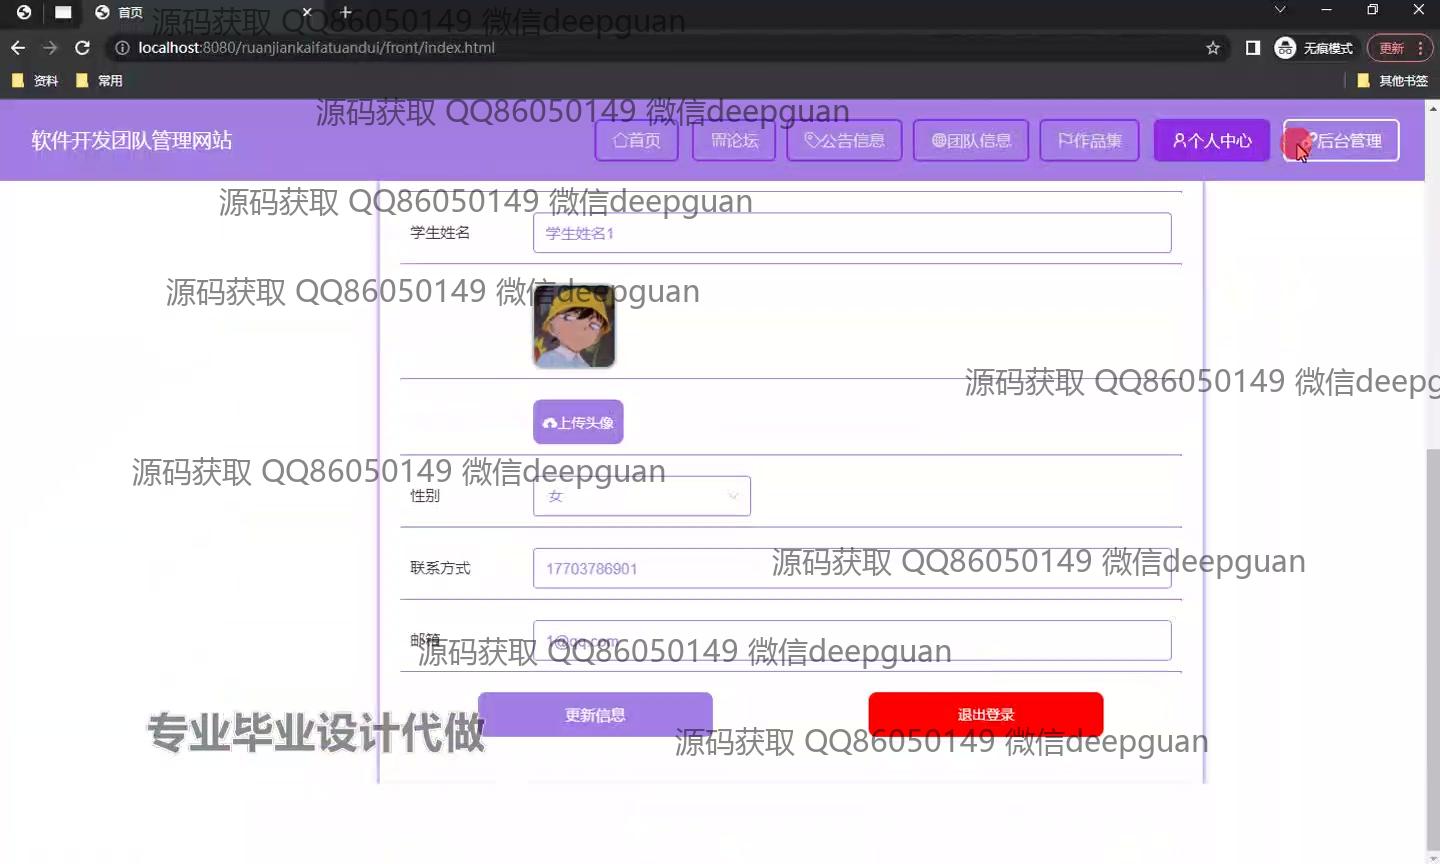 首页
源码获取 QQ86050149 微信deepguan
localhost:8080/ruanjiankaifatuandui/front/index.html
无痕模式
更新
资料
常用
其他书签
源码获取 QQ86050149 微信deepguan
软件开发团队管理网站
首页
论坛
公告信息
团队信息
作品集
个人中心
后台管理
源码获取 QQ86050149 微信deepguan
学生姓名
学生姓名1
源码获取 QQ86050149 微信deepguan
源码获取 QQ86050149 微信deepg
上传头像
源码获取 QQ86050149 微信deepguan
性别
女
联系方式
17703786901
源码获取 QQ86050149 微信deepguan
邮箱
1@qq.com
源码获取 QQ86050149 微信deepguan
专业毕业设计代做
更新信息
退出登录
源码获取 QQ86050149 微信deepguan